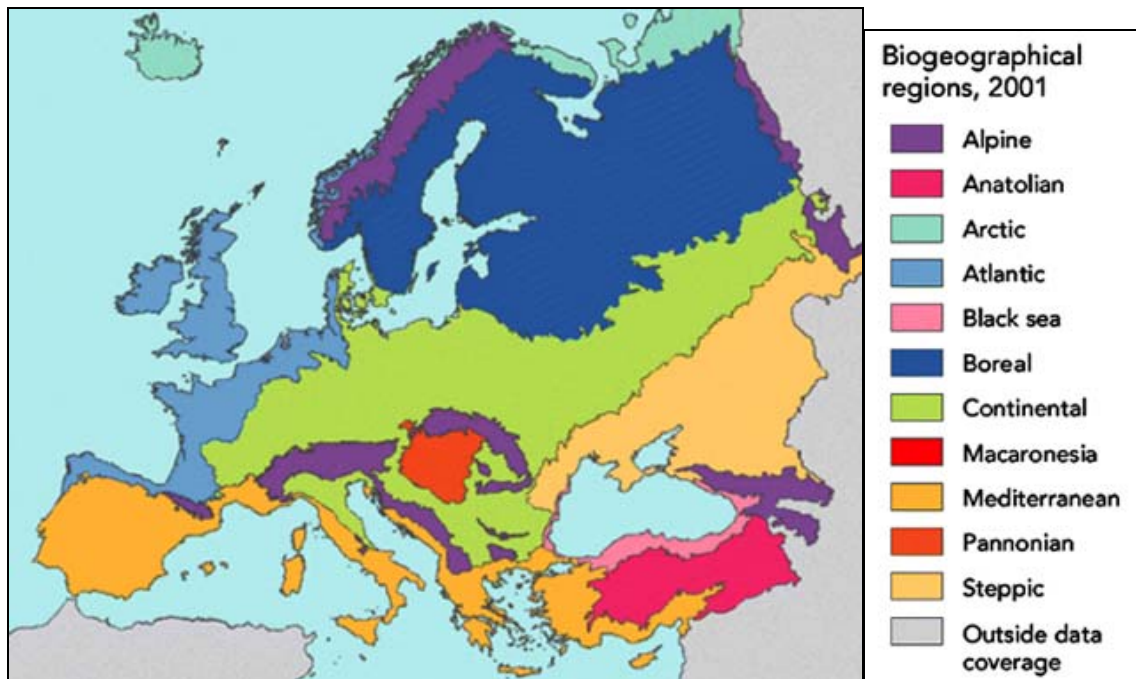 Biogeographical
regions, 2001
Alpine
Anatolian
Arctic
Atlantic
Black sea
Boreal
Continental
Macaronesia
Mediterranean
Pannonian
Steppic
Outside data
coverage